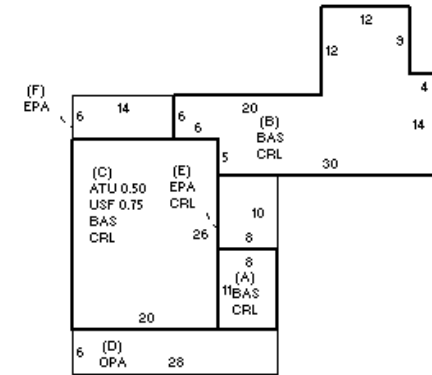 12
12
9
4
(F)
EPA
14
20
6
6
6
(B)
BAS
CRL
14
5
30
(C)
ATU 0.50
USF 0.75
BAS
CRL
(E)
EPA
CRL
26
10
8
8
(A)
11 BAS
CRL
20
6
(D)
OPA
28